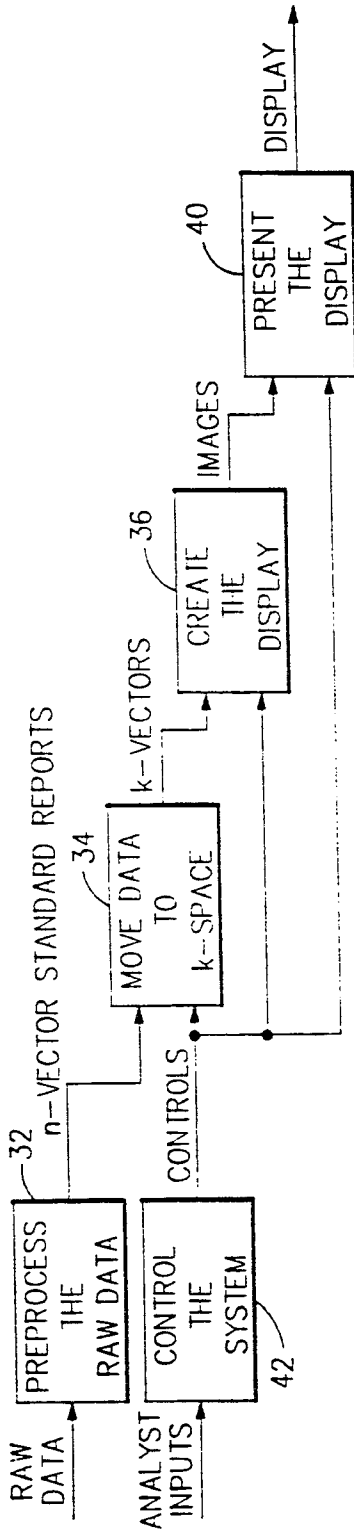 RAW
DATA
32
PREPROCESS
THE
RAW DATA
n-VECTOR STANDARD REPORTS
ANALYST
INPUTS
CONTROL
THE
SYSTEM
42
CONTROLS
34
MOVE DATA
TO
k-SPACE
k-VECTORS
36
CREATE
THE
DISPLAY
IMAGES
40
PRESENT
THE
DISPLAY
DISPLAY